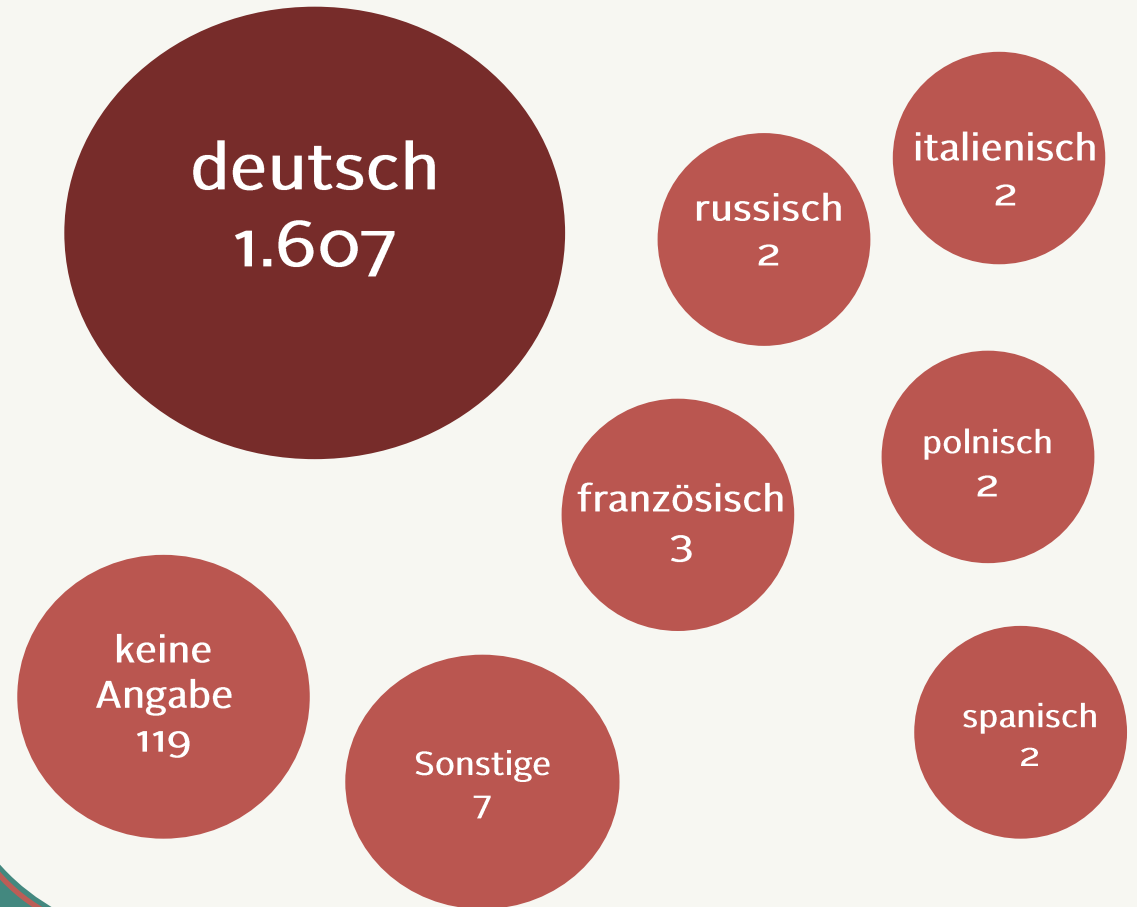 deutsch
1.607
russisch
2
italienisch
2
französisch
3
polnisch
2
keine
Angabe
119
Sonstige
7
spanisch
2